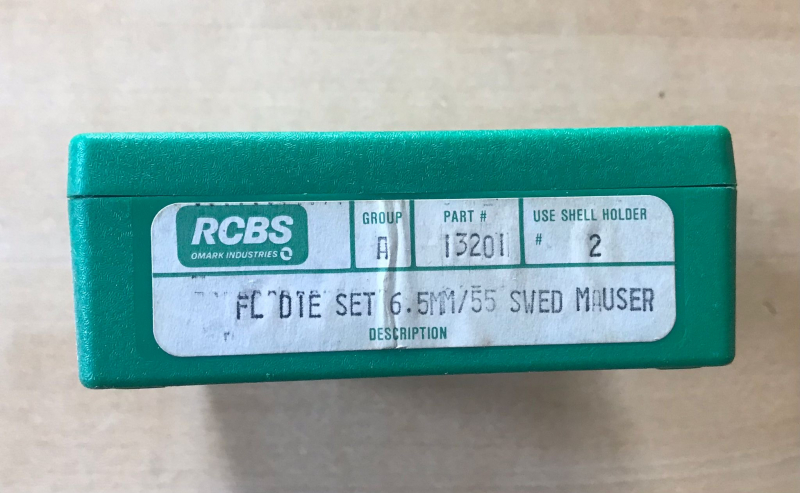 RCBS
OMARK INDUSTRIES
GROUP
A
PART #
13201
USE SHELL HOLDER
# 2
FL DIE SET 6.5MM/55 SWED MAUSER
DESCRIPTION